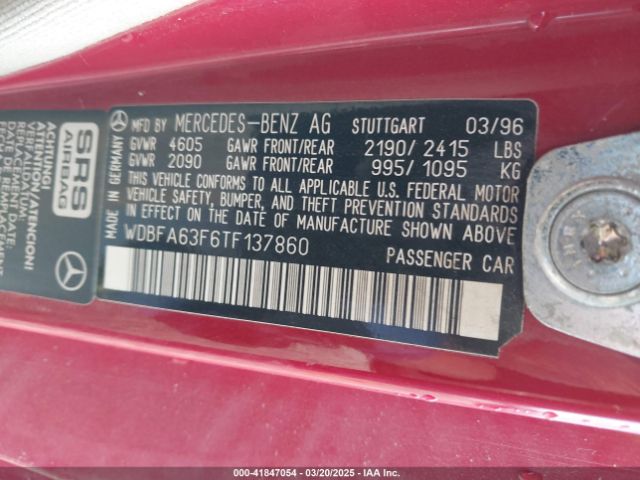 MFD BY MERCEDES-BENZ AG STUTTGART 03/96
GVWR 4605 GAWR FRONT/REAR 2190/2415 LBS
GVWR 2090 GAWR FRONT/REAR 995/1095 KG
THIS VEHICLE CONFORMS TO ALL APPLICABLE U.S. FEDERAL MOTOR
VEHICLE SAFETY, BUMPER, AND THEFT PREVENTION STANDARDS
IN EFFECT ON THE DATE OF MANUFACTURE SHOWN ABOVE.
WDBFA63F6TF137860
PASSENGER CAR
MADE IN GERMANY
SRS
AIRBAG
ACHTUNG!
ATTENTION/ATENCION
000-41847054 - 03/20/2025 - IAA Inc.